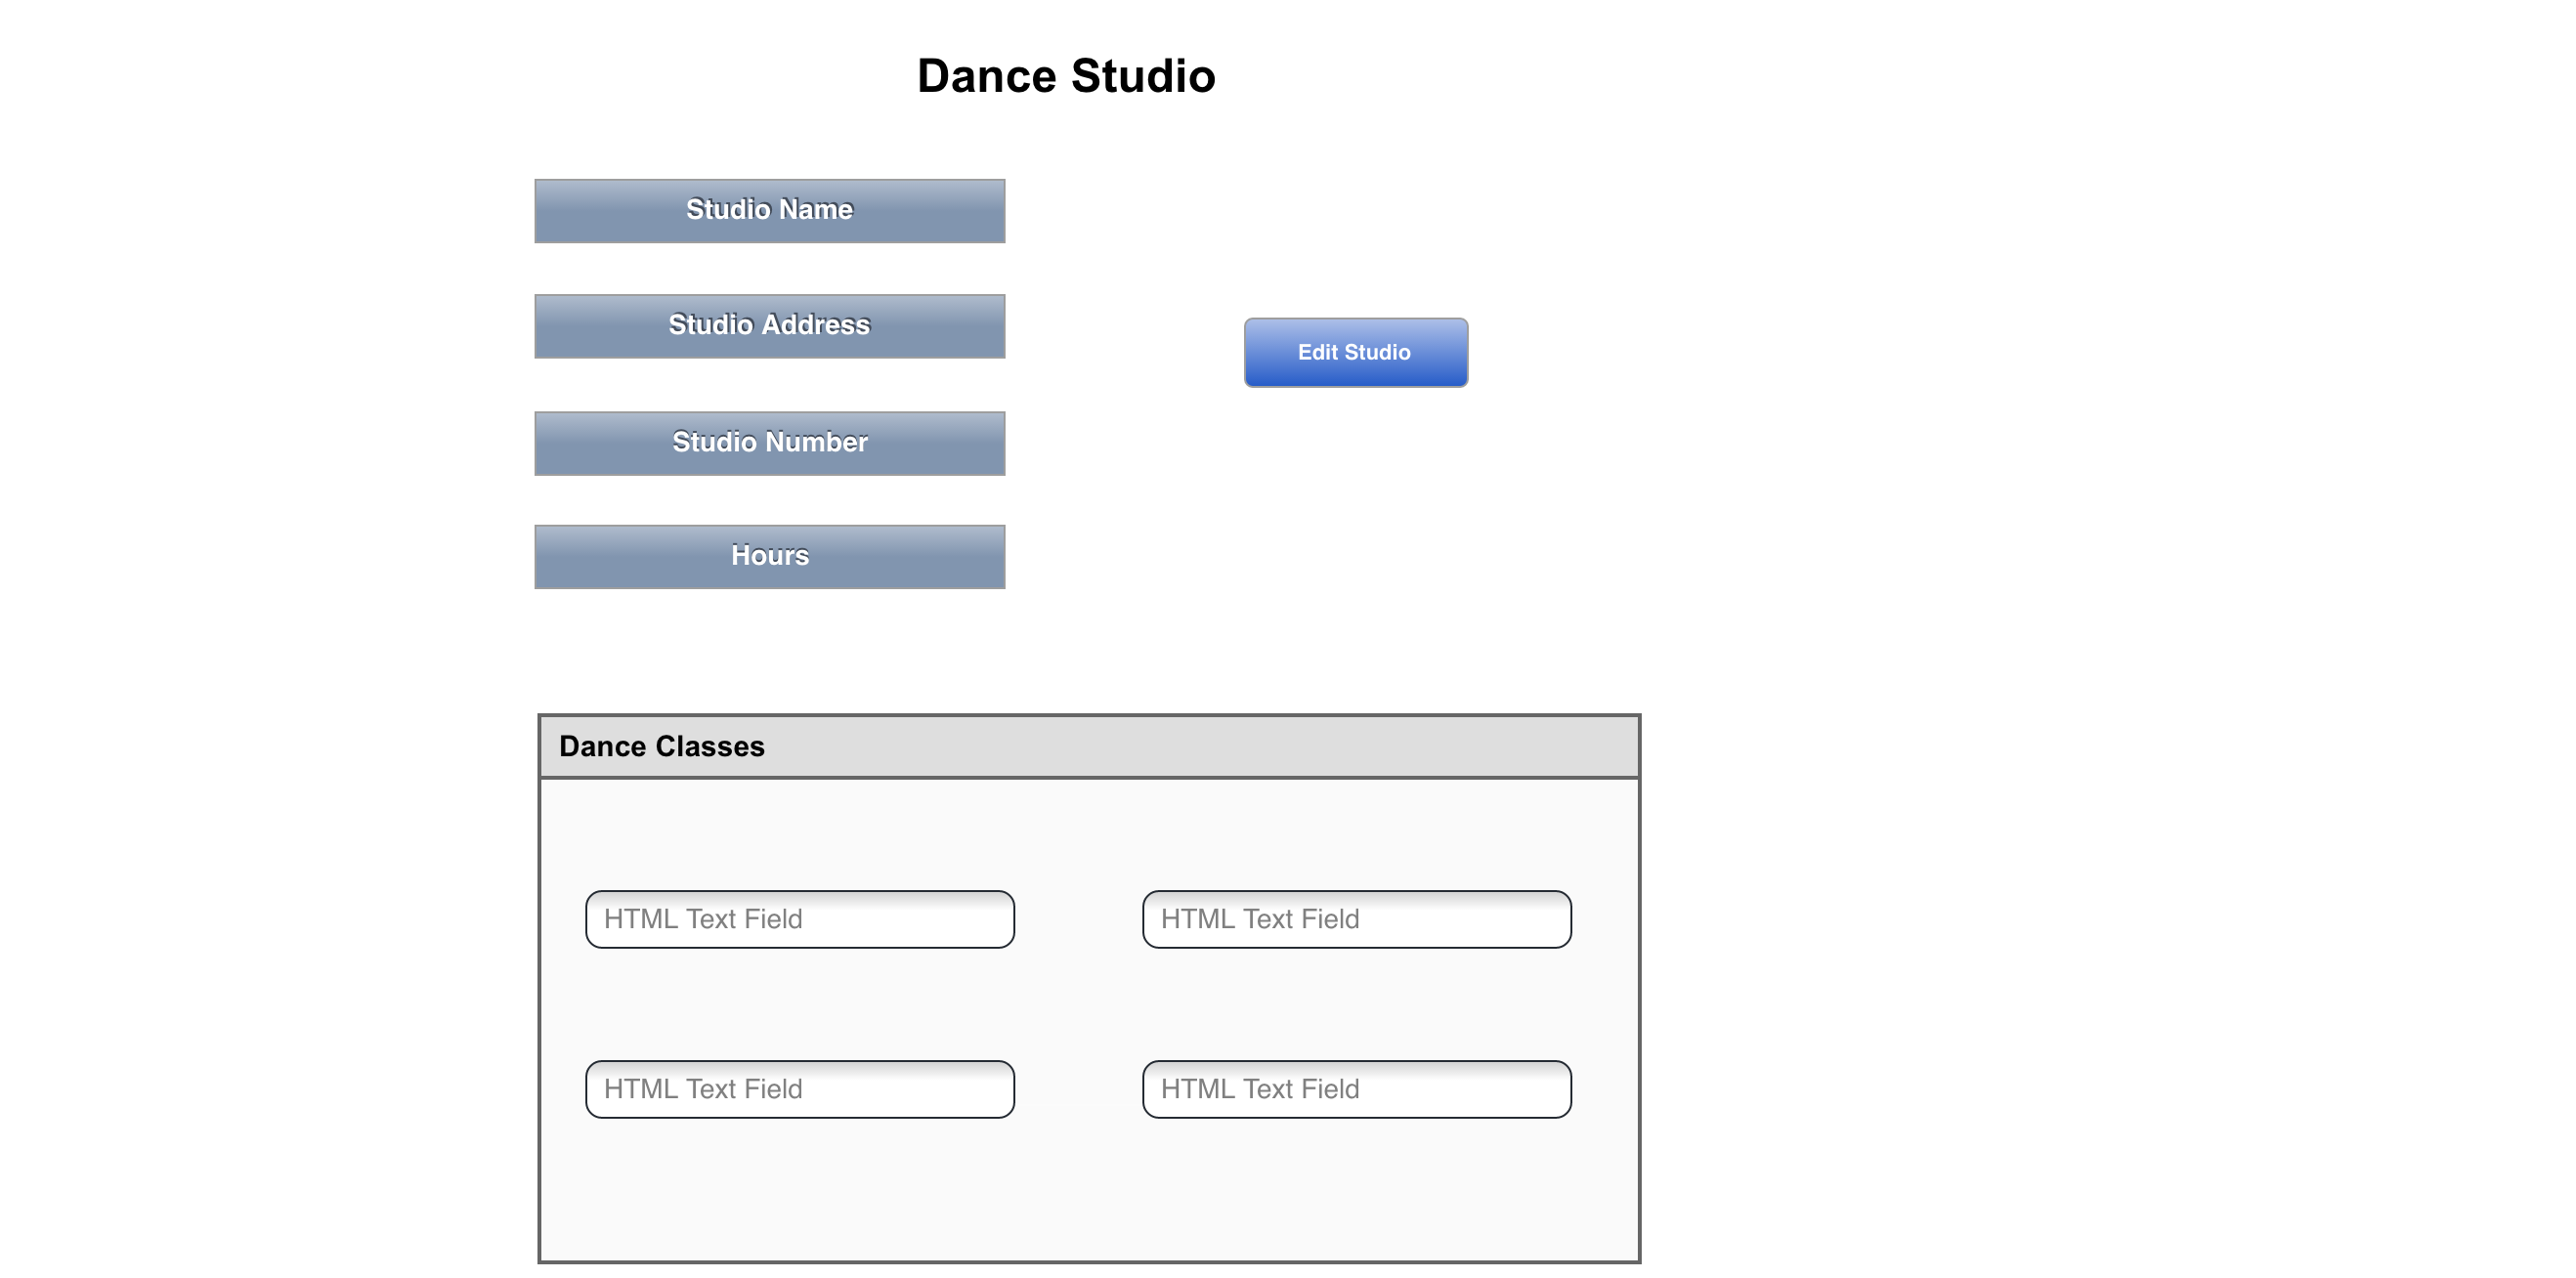 Dance Studio
Studio Name
Studio Address
Edit Studio
Studio Number
Hours
Dance Classes
HTML Text Field
HTML Text Field
HTML Text Field
HTML Text Field